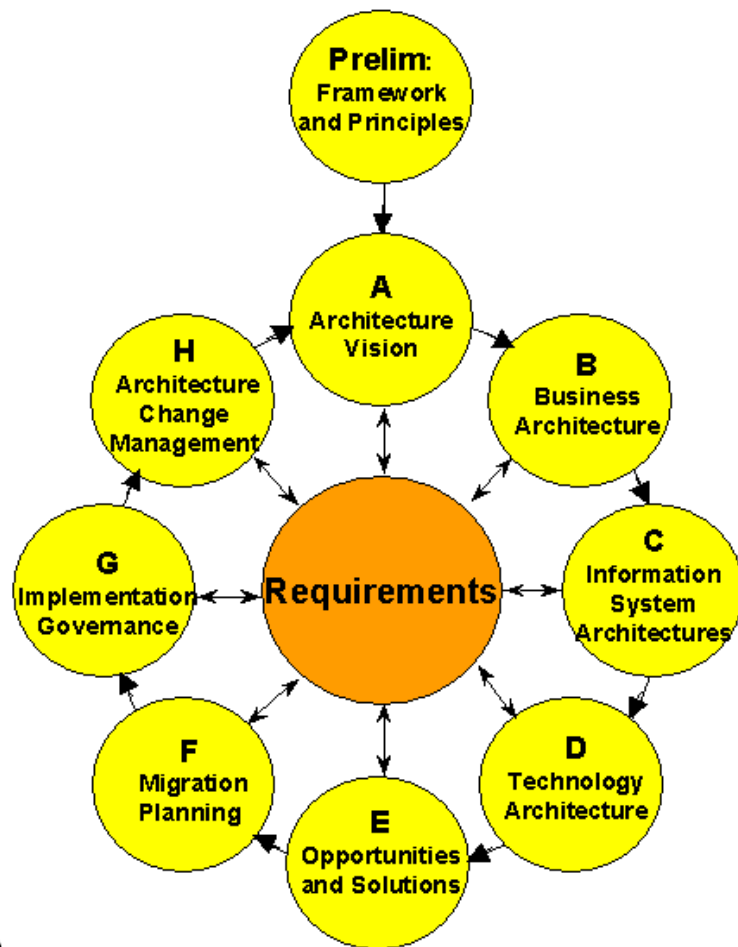 Prelim:
Framework
and Principles
A
Architecture
Vision
B
Business
Architecture
C
Information
System
Architectures
D
Technology
Architecture
E
Opportunities
and Solutions
F
Migration
Planning
G
Implementation
Governance
H
Architecture
Change
Management
Requirements